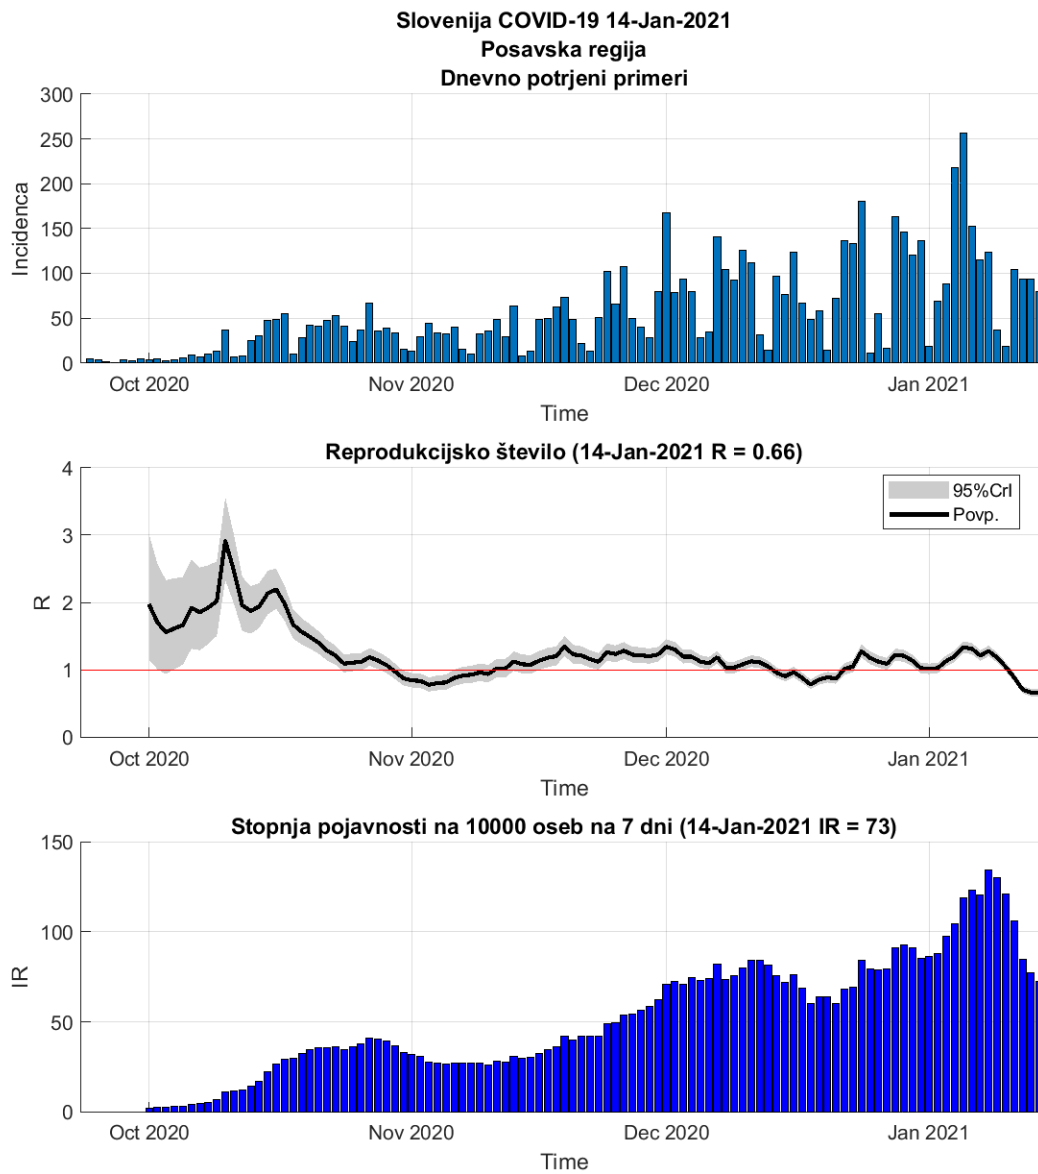 Slovenija COVID-19 14-Jan-2021
Posavska regija
Dnevno potrjeni primeri
300
250
200
150
100
50
0
Incidenca
Oct 2020
Nov 2020
Dec 2020
Jan 2021
Time
Reprodukcijsko število (14-Jan-2021 R = 0.66)
4
3
2
1
0
R
95%CrI
Povp.
Oct 2020
Nov 2020
Dec 2020
Jan 2021
Time
Stopnja pojavnosti na 10000 oseb na 7 dni (14-Jan-2021 IR = 73)
150
100
50
0
IR
Oct 2020
Nov 2020
Dec 2020
Jan 2021
Time